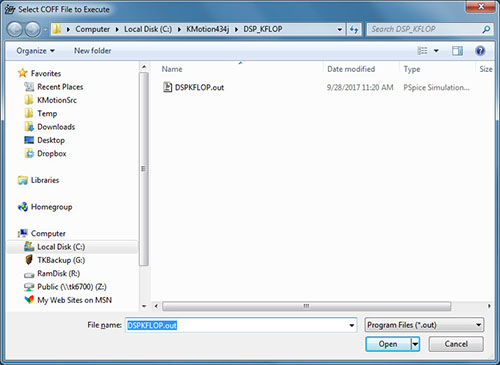 Select COFF File to Execute
Computer Local Disk (C:) KMotion434j DSP_KFLOP Search DSP_KFLOP
Organize New folder
Name Date modified Type
Favorites
Recent Places
KMotionSrc
Temp
Downloads
Desktop
Dropbox
Libraries
Homegroup
Computer
Local Disk (C:)
TKBackup (G:)
RamDisk (R:)
Public (\\tk6700) (Z:)
My Web Sites on MSN
DSPKFLOP.out 9/28/2017 11:20 AM PSpice Simulation...
File name: DSPKFLOP.out Program Files (*.out)
Open Cancel